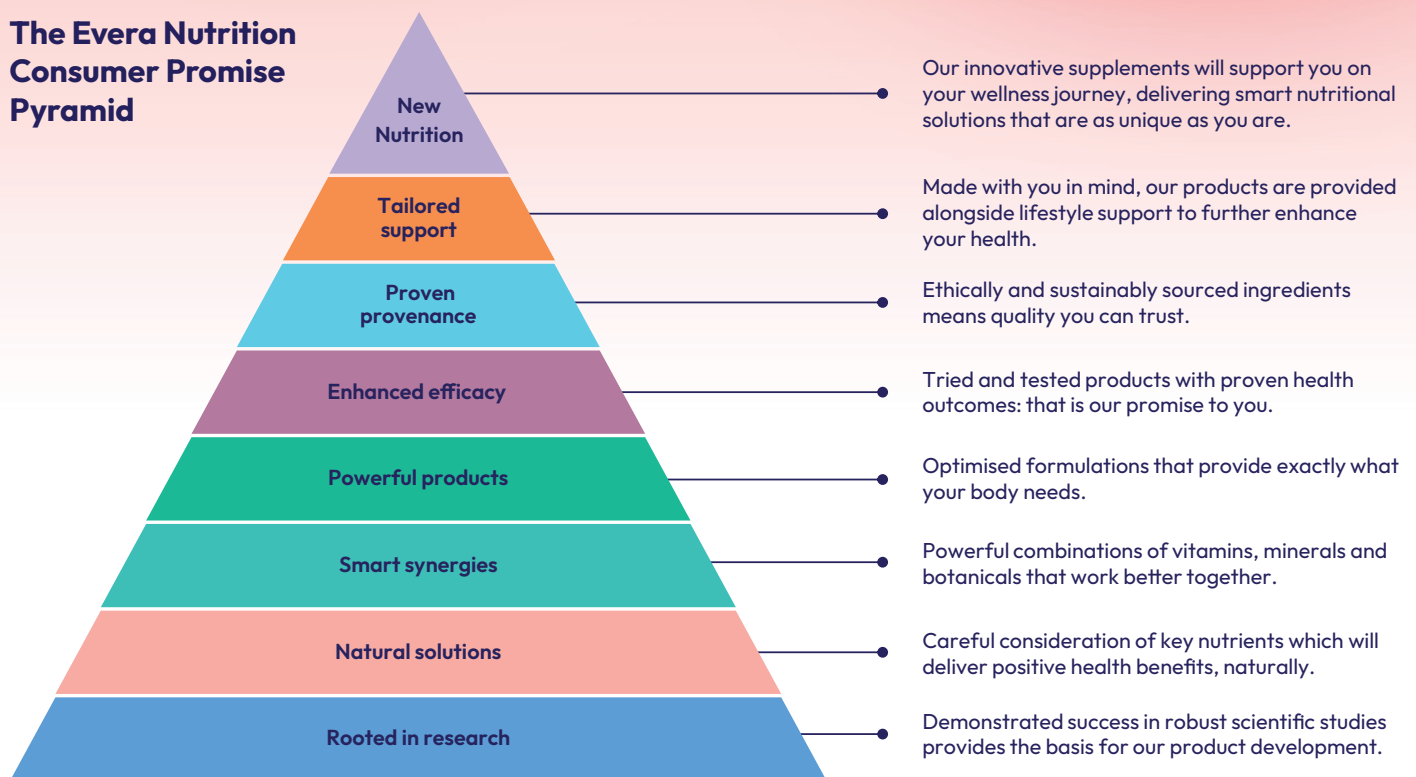 The Evera Nutrition
Consumer Promise
Pyramid
New
Nutrition
Our innovative supplements will support you on
your wellness journey, delivering smart nutritional
solutions that are as unique as you are.
Tailored
support
Made with you in mind, our products are provided
alongside lifestyle support to further enhance
your health.
Proven
provenance
Ethically and sustainably sourced ingredients
means quality you can trust.
Enhanced efficacy
Tried and tested products with proven health
outcomes: that is our promise to you.
Powerful products
Optimised formulations that provide exactly what
your body needs.
Smart synergies
Powerful combinations of vitamins, minerals and
botanicals that work better together.
Natural solutions
Careful consideration of key nutrients which will
deliver positive health benefits, naturally.
Rooted in research
Demonstrated success in robust scientific studies
provides the basis for our product development.